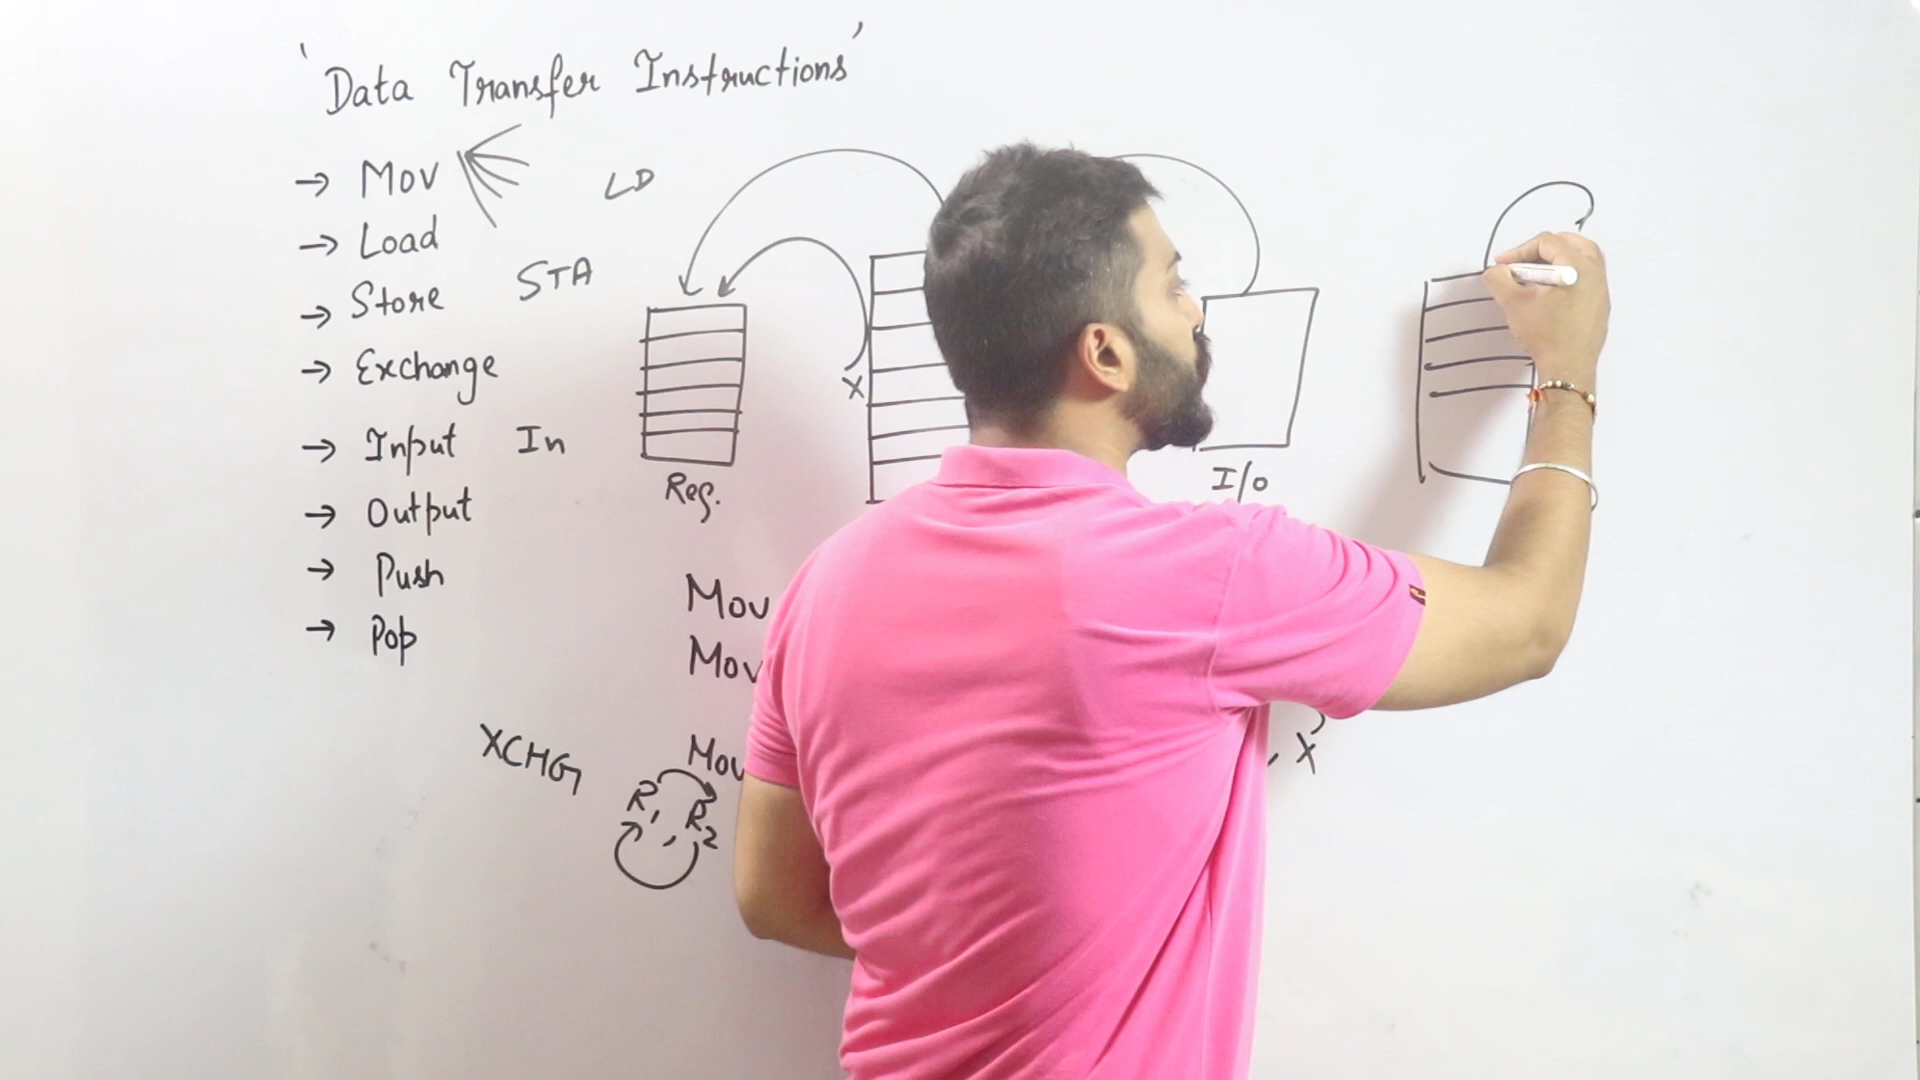 'Data Transfer Instructions'
→ Mov
LD
→ Load
→ Store
STA
→ Exchange
X
→ Input
In
Reg.
I/O
→ Output
→ Push
Mov
→ Pop
Mov
XCHG
Mov
X
R1, R2